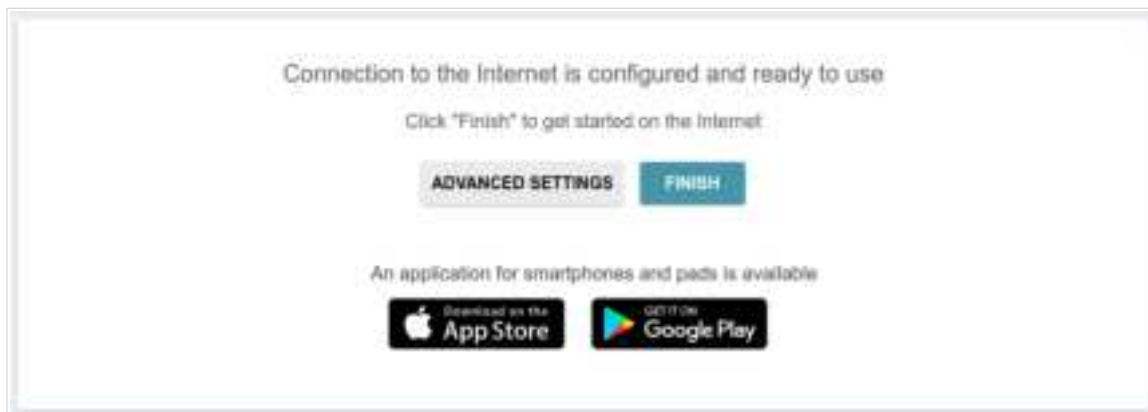 Connection to the Internet is configured and ready to use
Click "Finish" to get started on the Internet
ADVANCED SETTINGS FINISH
An application for smartphones and pads is available
Download on the GET IT ON
App Store Google Play